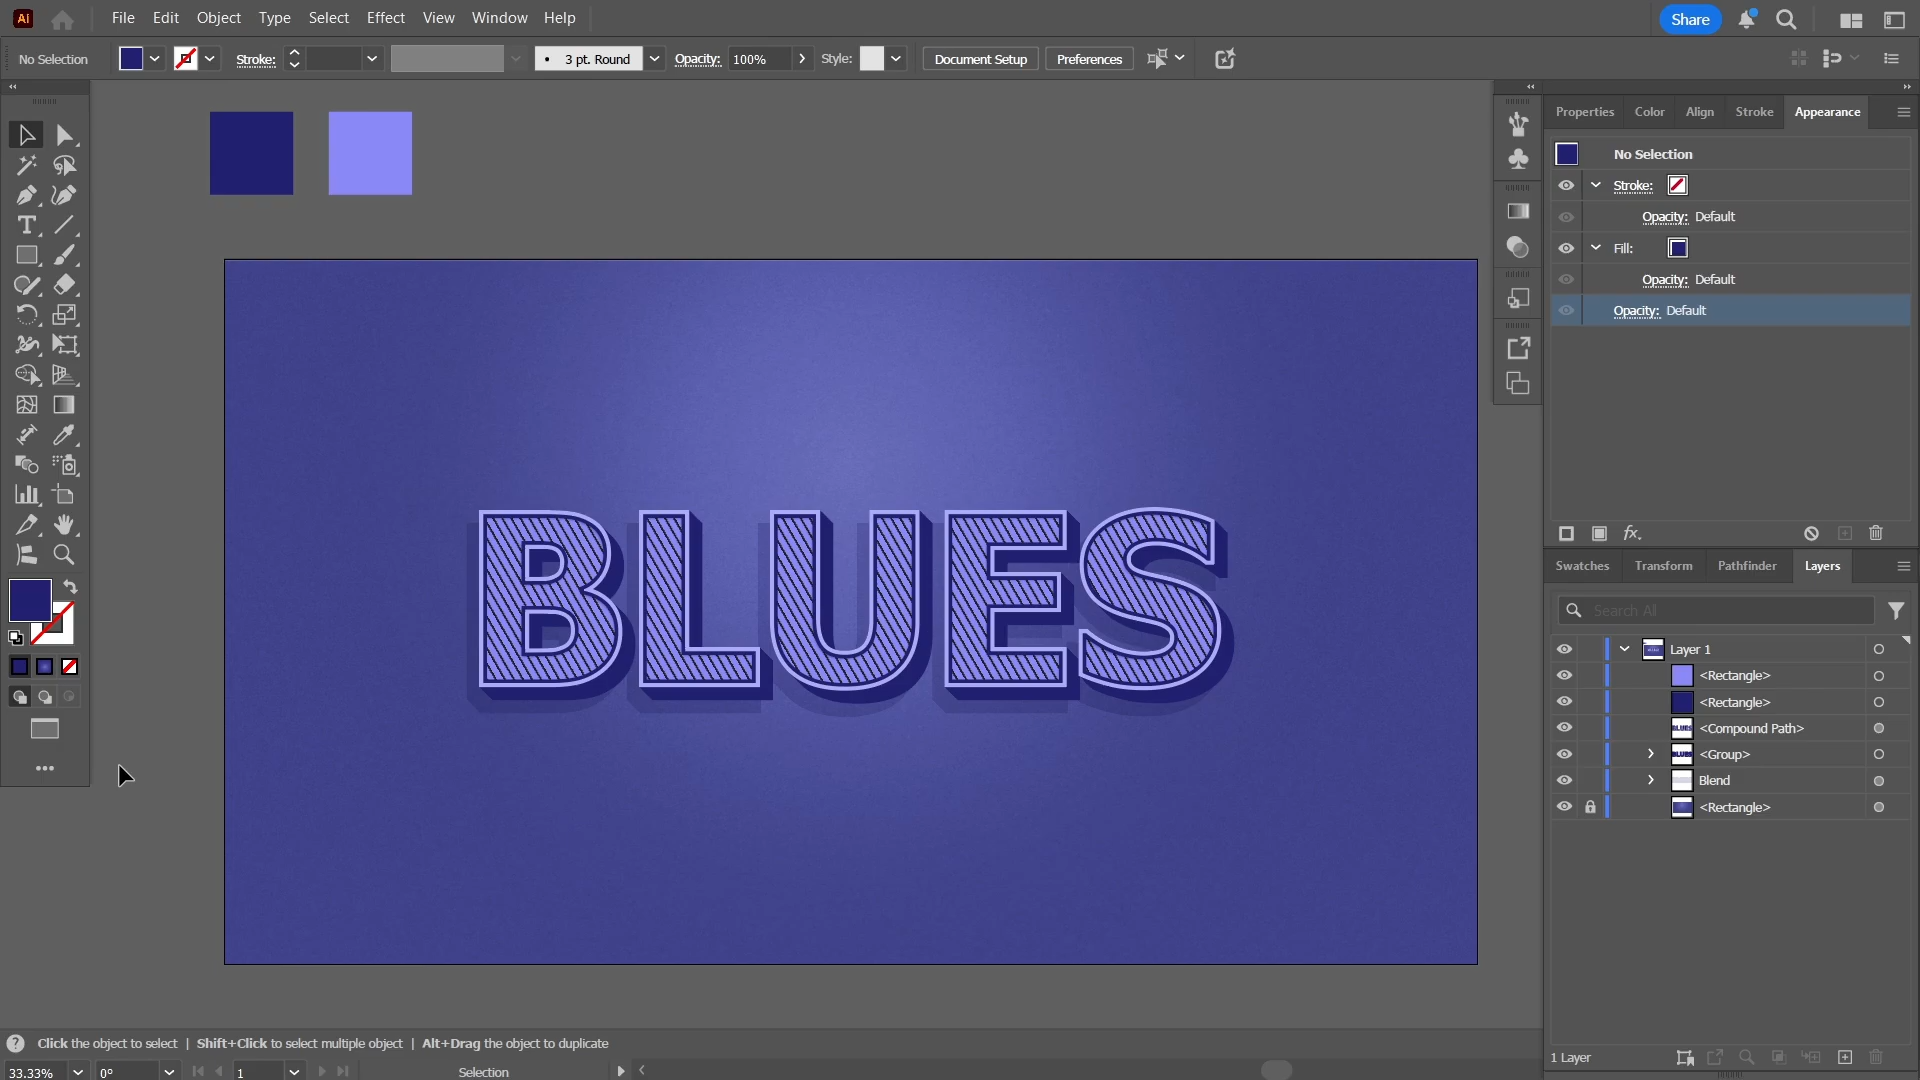 Ai File Edit Object Type Select Effect View Window Help Share
No Selection Stroke: 3 pt. Round Opacity: 100% Style: Document Setup Preferences
Properties Color Align Stroke Appearance
No Selection
Stroke:
Opacity: Default
Fill:
Opacity: Default
Opacity: Default
BLUES
fx
Swatches Transform Pathfinder Layers
Search All
Layer 1
<Rectangle>
<Rectangle>
<Compound Path>
<Group>
Blend
<Rectangle>
1 Layer
Click the object to select | Shift+Click to select multiple object | Alt+Drag the object to duplicate
33.33% 0° 1 Selection